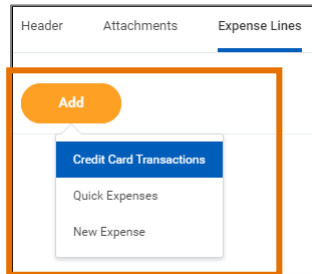 Header Attachments Expense Lines
Add
Credit Card Transactions
Quick Expenses
New Expense